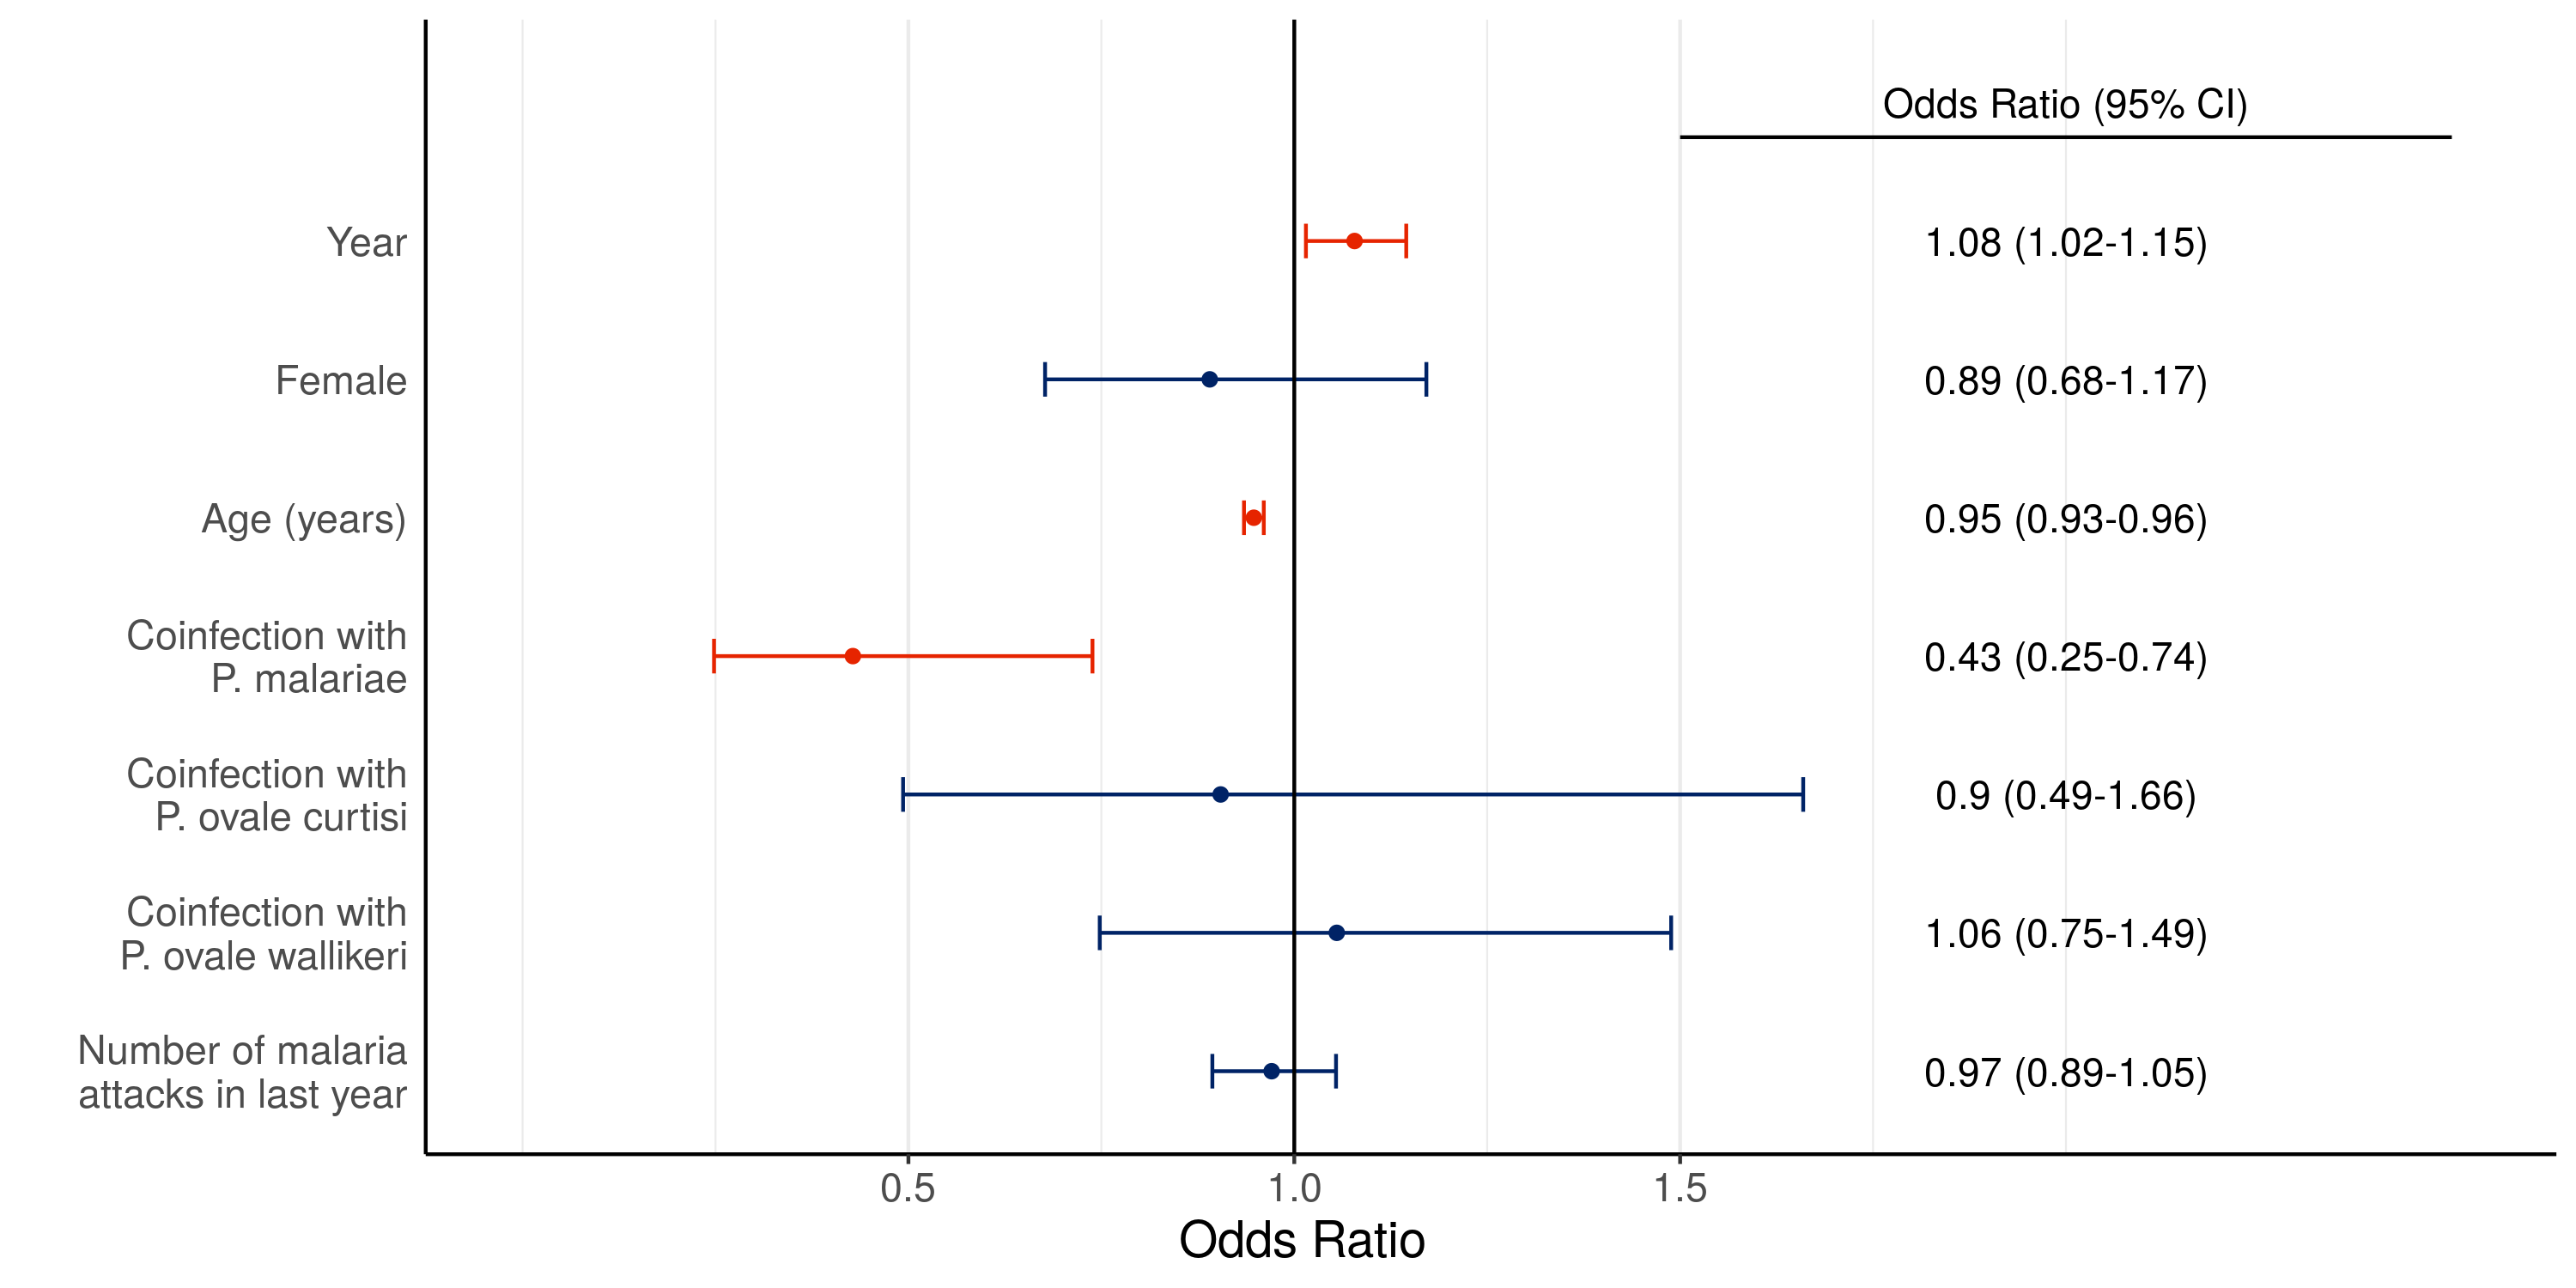 Odds Ratio (95% CI)
Year
1.08 (1.02-1.15)
Female
0.89 (0.68-1.17)
Age (years)
0.95 (0.93-0.96)
Coinfection with
P. malariae
0.43 (0.25-0.74)
Coinfection with
P. ovale curtisi
0.9 (0.49-1.66)
Coinfection with
P. ovale wallikeri
1.06 (0.75-1.49)
Number of malaria
attacks in last year
0.97 (0.89-1.05)
0.5
1.0
1.5
Odds Ratio